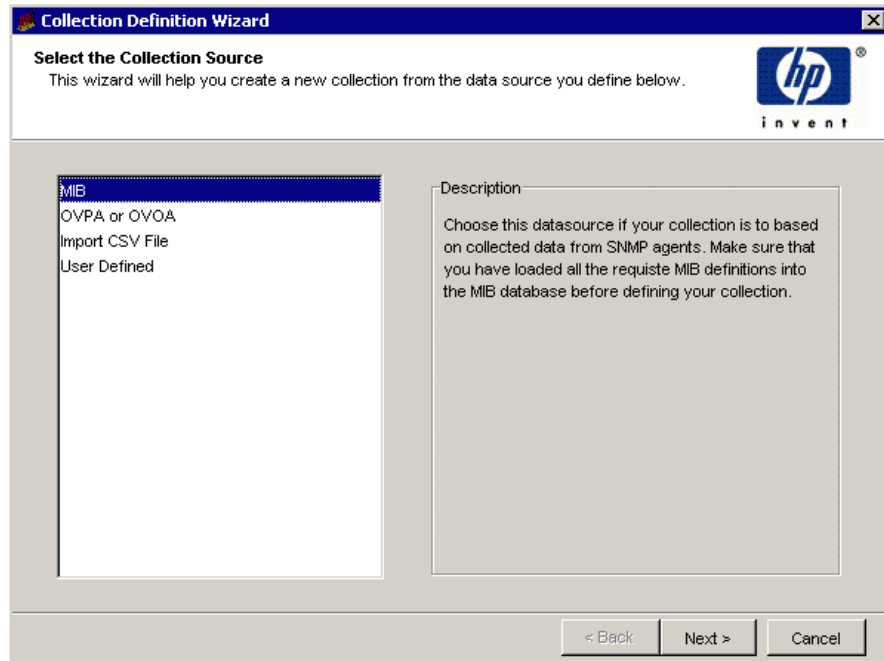 Collection Definition Wizard
Select the Collection Source
This wizard will help you create a new collection from the data source you define below.
hp
®
invent
MIB
OVPA or OVOA
Import CSV File
User Defined
Description
Choose this datasource if your collection is to based
on collected data from SNMP agents. Make sure that
you have loaded all the requiste MIB definitions into
the MIB database before defining your collection.
< Back
Next >
Cancel